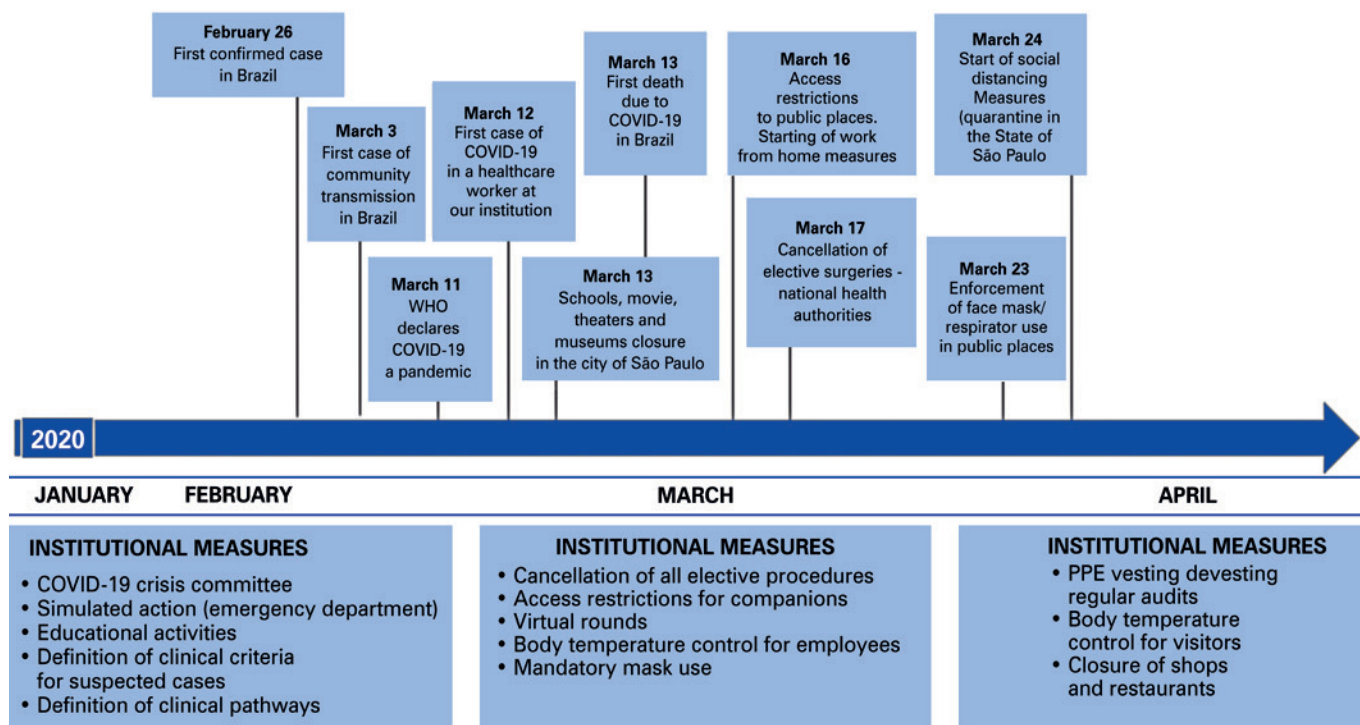 February 26
First confirmed case
in Brazil
March 3
First case of
community
transmission
in Brazil
March 11
WHO
declares
COVID-19
a pandemic
March 12
First case of
COVID-19
in a healthcare
worker at
our institution
March 13
First death
due to
COVID-19
in Brazil
March 13
Schools, movie,
theaters and
museums closure
in the city of São Paulo
March 16
Access
restrictions
to public places.
Starting of work
from home measures
March 17
Cancellation of
elective surgeries -
national health
authorities
March 23
Enforcement
of face mask/
respirator use
in public places
March 24
Start of social
distancing
Measures
(quarantine in
the State of
São Paulo
2020
JANUARY FEBRUARY MARCH APRIL
INSTITUTIONAL MEASURES
• COVID-19 crisis committee
• Simulated action (emergency department)
• Educational activities
• Definition of clinical criteria
for suspected cases
• Definition of clinical pathways
INSTITUTIONAL MEASURES
• Cancellation of all elective procedures
• Access restrictions for companions
• Virtual rounds
• Body temperature control for employees
• Mandatory mask use
INSTITUTIONAL MEASURES
• PPE vesting devesting
regular audits
• Body temperature
control for visitors
• Closure of shops
and restaurants